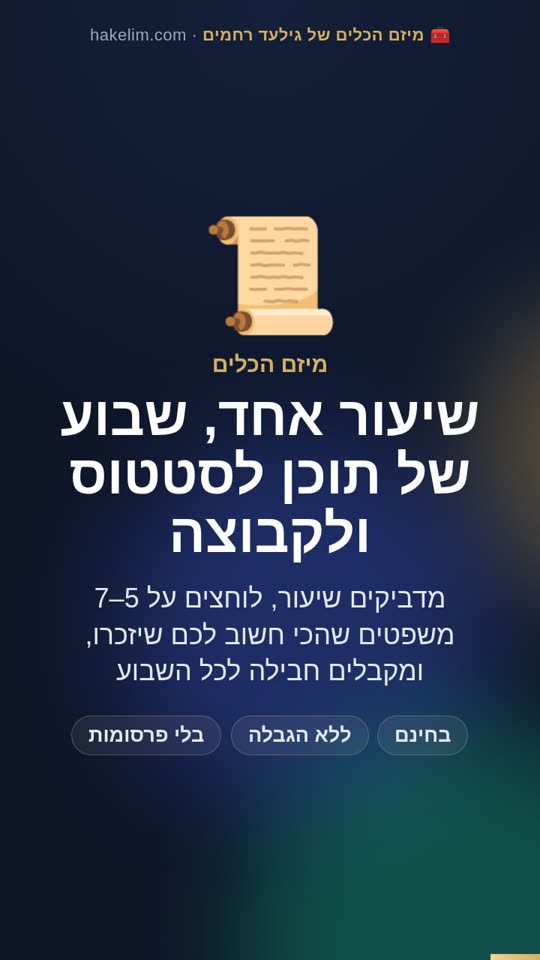 🧰 מיזם הכלים של גילעד רחמים · hakelim.com
מיזם הכלים
שיעור אחד, שבוע
של תוכן לסטטוס
ולקבוצה
מדביקים שיעור, לוחצים על 5–7
משפטים שהכי חשוב לכם שיזכרו,
ומקבלים חבילה לכל השבוע
בחינם
ללא הגבלה
בלי פרסומות